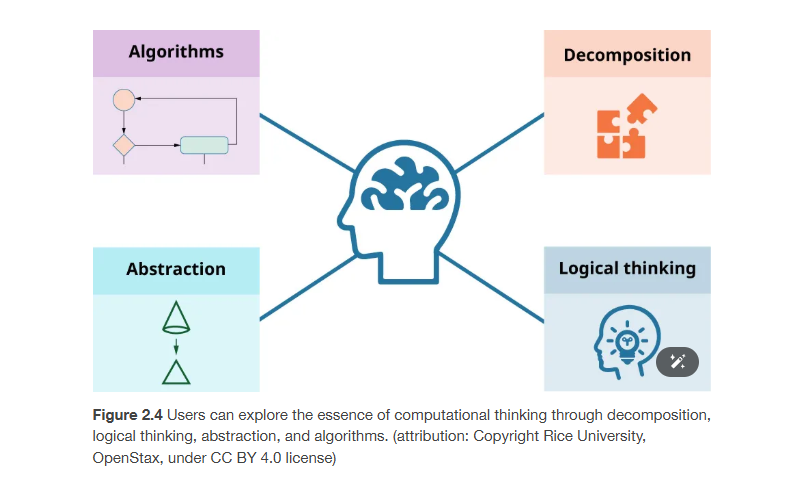 Algorithms
Decomposition
Abstraction
Logical thinking
Figure 2.4 Users can explore the essence of computational thinking through decomposition,
logical thinking, abstraction, and algorithms. (attribution: Copyright Rice University,
OpenStax, under CC BY 4.0 license)